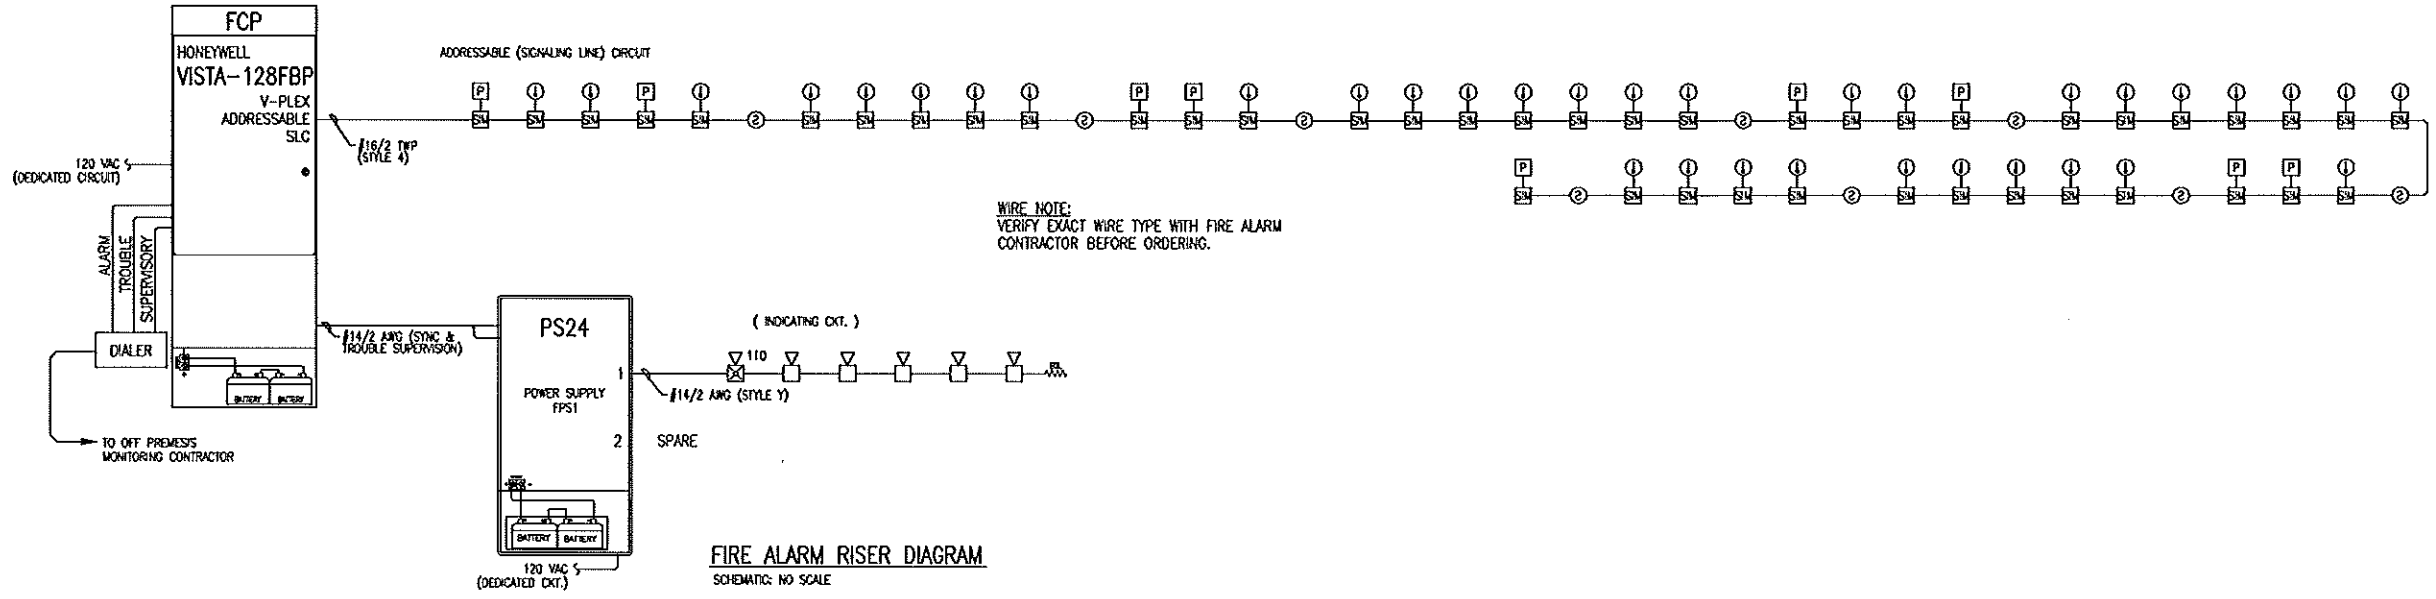 FCP
HONEYWELL
VISTA-128FBP
V-PLEX
ADDRESSABLE
SLC
ADDRESSABLE (SIGNALING LINE) CIRCUIT
#16/2 TWP
(STYLE 4)
120 VAC
(DEDICATED CIRCUIT)
ALARM
TROUBLE
SUPERVISORY
DIALER
BATTERY BATTERY
TO OFF PREMESIS
MONITORING CONTRACTOR
#14/2 AWG (SYNC &
TROUBLE SUPERVISION)
PS24
POWER SUPPLY
FPS1
1
2
SPARE
( INDICATING CKT. )
110
#14/2 AWG (STYLE Y)
BATTERY BATTERY
120 VAC
(DEDICATED CKT.)
WIRE NOTE:
VERIFY EXACT WIRE TYPE WITH FIRE ALARM
CONTRACTOR BEFORE ORDERING.
P P P P P P
S S S S S
P P P
S S S S
FIRE ALARM RISER DIAGRAM
SCHEMATIC: NO SCALE